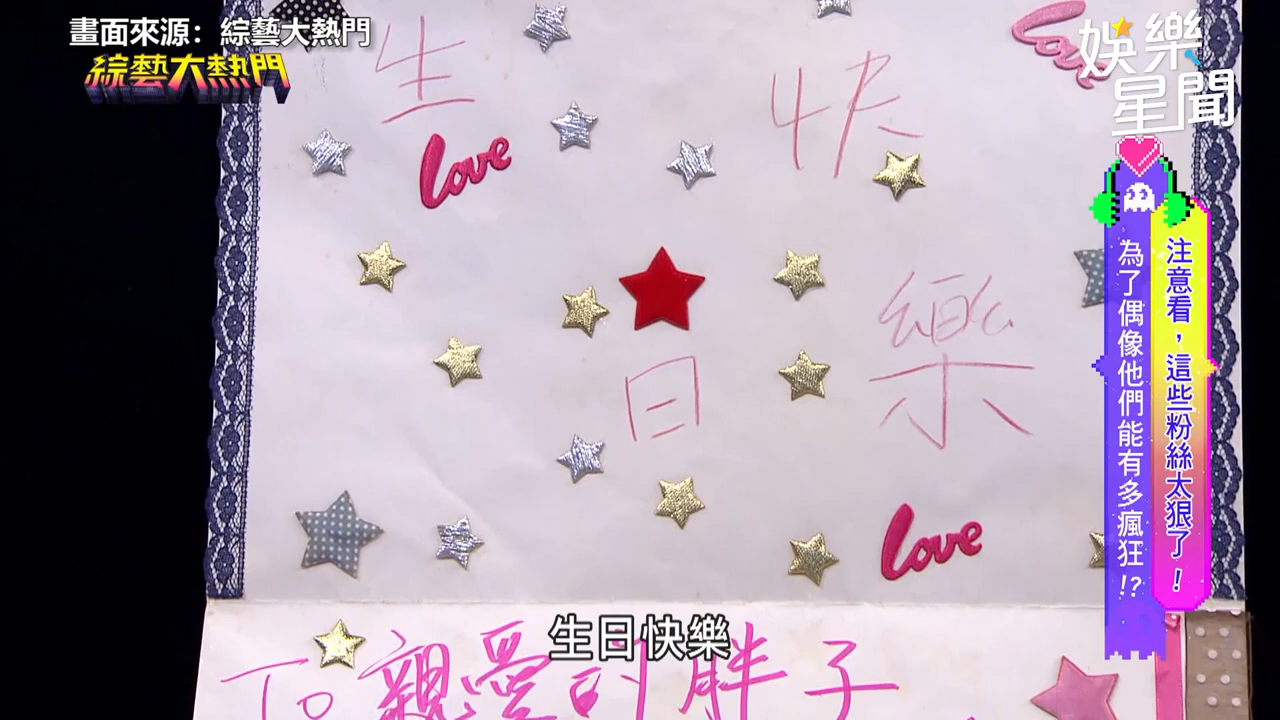 畫面來源：綜藝大熱門
綜藝大熱門
娛樂
星聞
注意看，這些粉絲太狠了！
為了偶像他們能有多瘋狂！？
生
快
love
日
樂
love
生日快樂
To 親愛的胖子